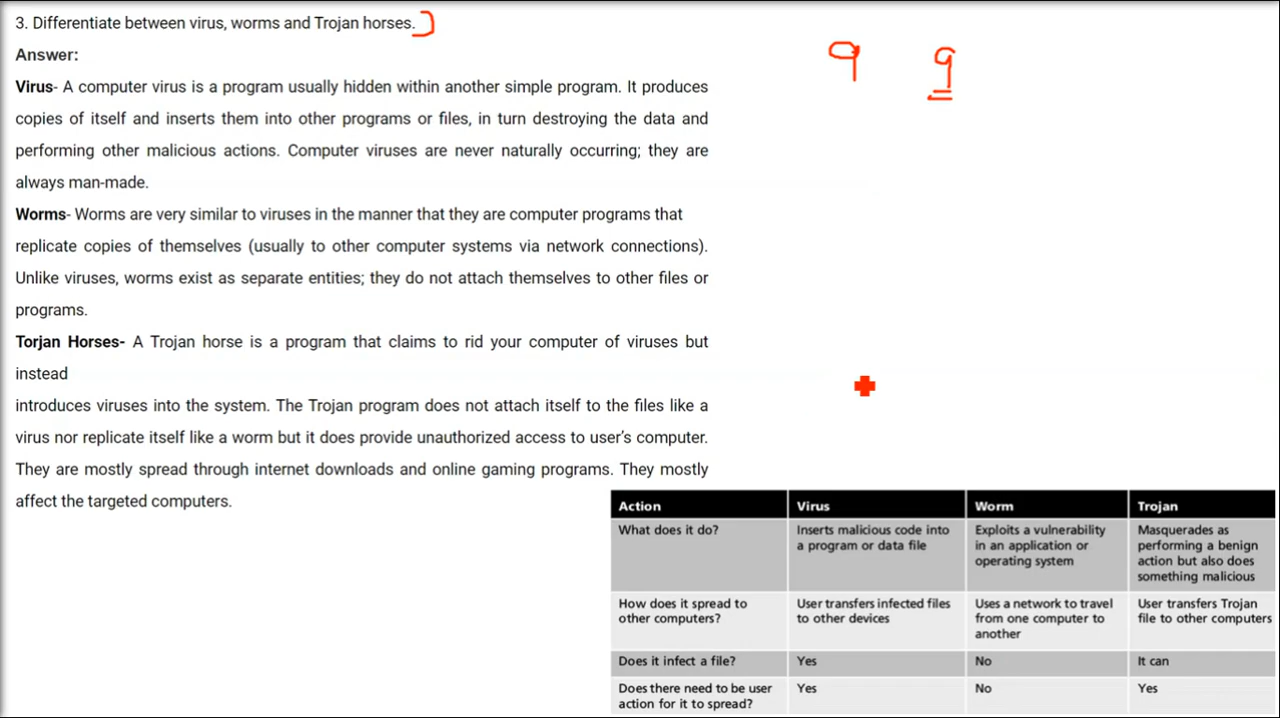 3. Differentiate between virus, worms and Trojan horses.
9 9
Answer:
Virus- A computer virus is a program usually hidden within another simple program. It produces
copies of itself and inserts them into other programs or files, in turn destroying the data and
performing other malicious actions. Computer viruses are never naturally occurring; they are
always man-made.
Worms- Worms are very similar to viruses in the manner that they are computer programs that
replicate copies of themselves (usually to other computer systems via network connections).
Unlike viruses, worms exist as separate entities; they do not attach themselves to other files or
programs.
Torjan Horses- A Trojan horse is a program that claims to rid your computer of viruses but
instead
introduces viruses into the system. The Trojan program does not attach itself to the files like a
virus nor replicate itself like a worm but it does provide unauthorized access to user's computer.
They are mostly spread through internet downloads and online gaming programs. They mostly
affect the targeted computers.
Action Virus Worm Trojan
What does it do? Inserts malicious code into Exploits a vulnerability Masquerades as
a program or data file in an application or performing a benign
operating system action but also does
something malicious
How does it spread to User transfers infected files Uses a network to travel User transfers Trojan
other computers? to other devices from one computer to file to other computers
another
Does it infect a file? Yes No It can
Does there need to be user Yes No Yes
action for it to spread?